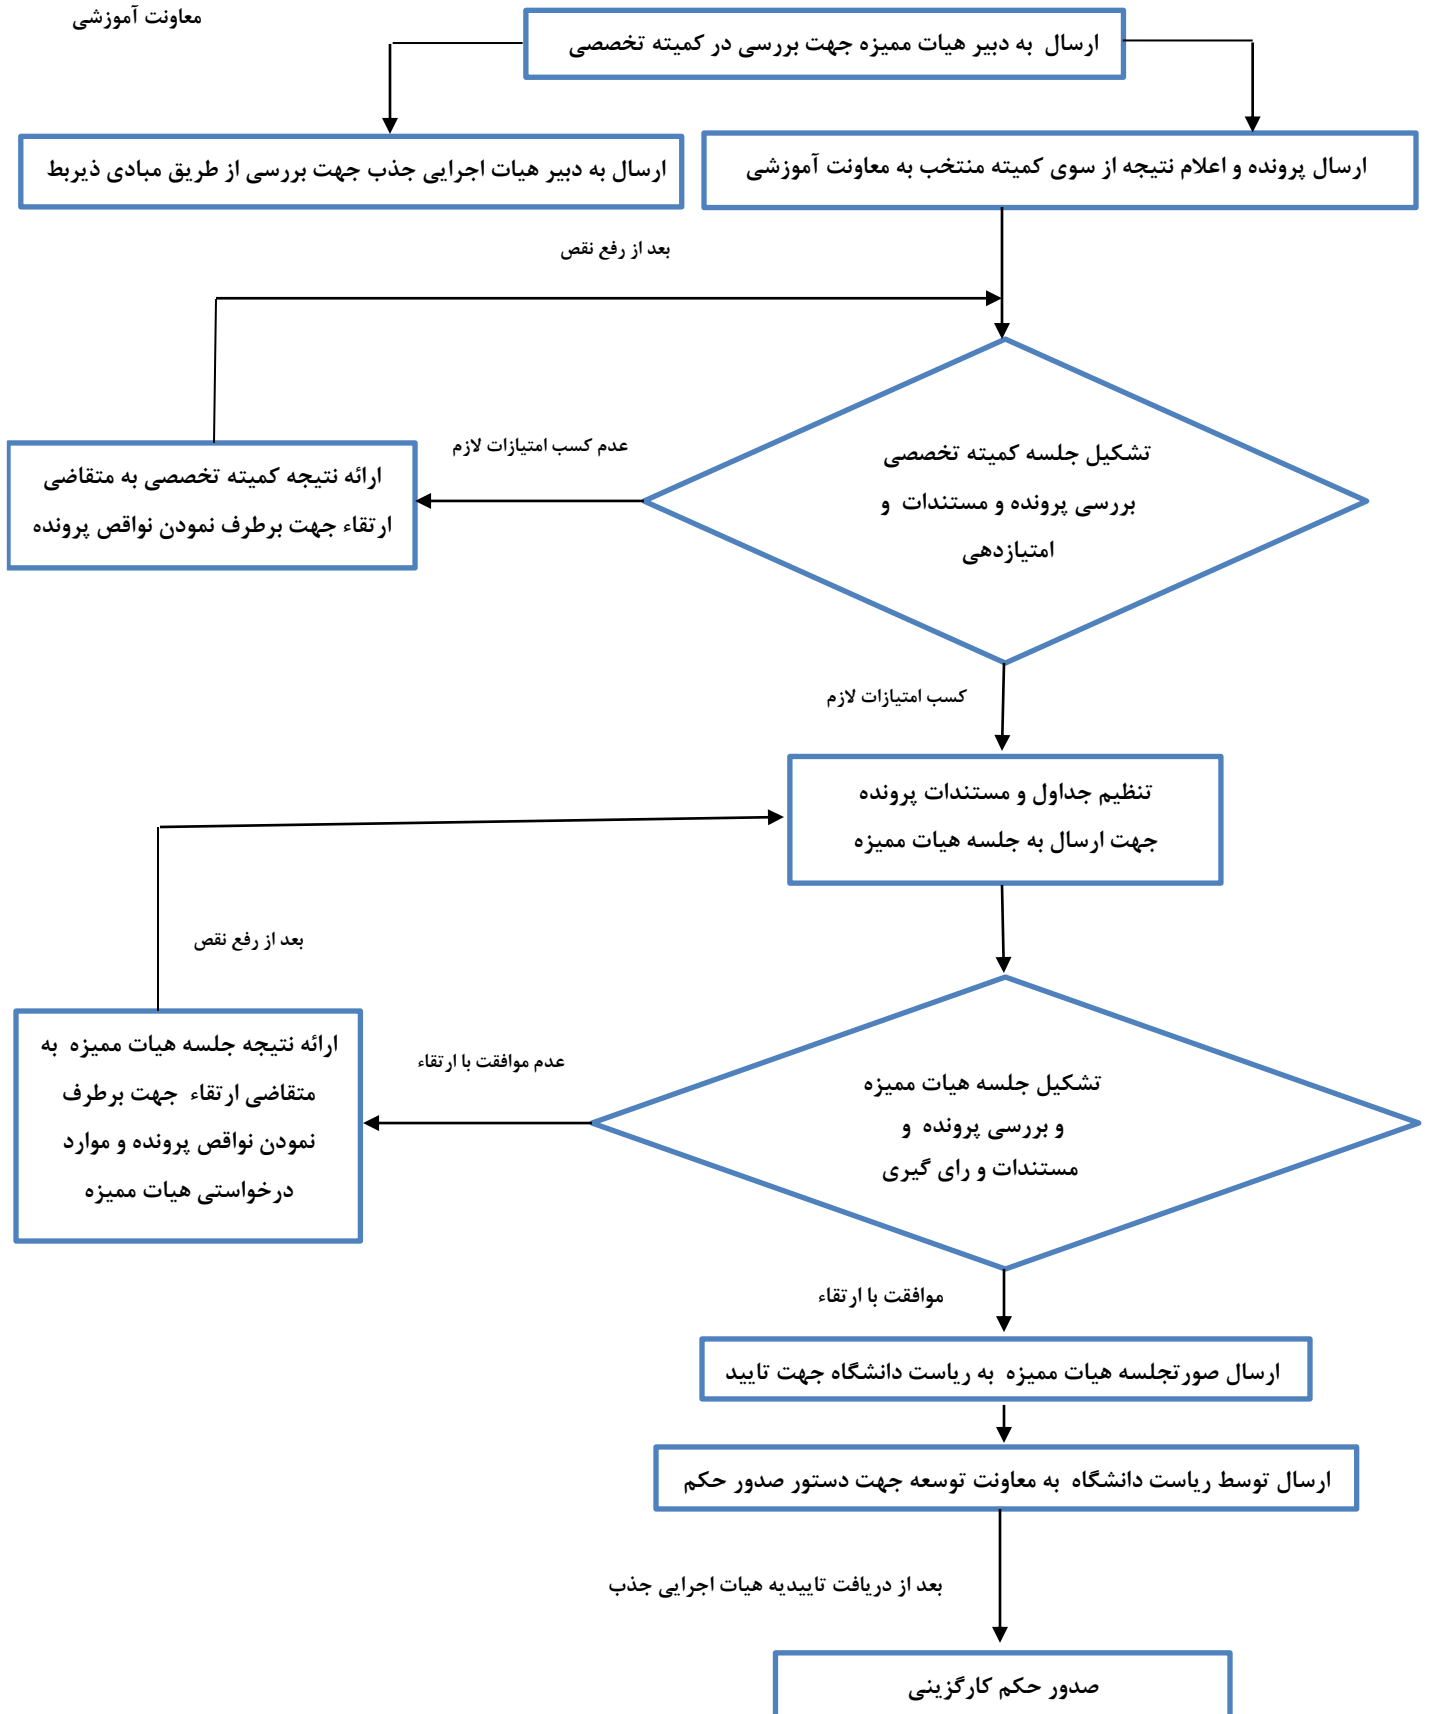 معاونت آموزشی
ارسال به دبیر هیات ممیزه جهت بررسی در کمیته تخصصی
ارسال پرونده و اعلام نتیجه از سوی کمیته منتخب به معاونت آموزشی
ارسال به دبیر هیات اجرایی جذب جهت بررسی از طریق مبادی ذیربط
بعد از رفع نقص
تشکیل جلسه کمیته تخصصی
بررسی پرونده و مستندات و
امتیازدهی
عدم کسب امتیازات لازم
ارائه نتیجه کمیته تخصصی به متقاضی
ارتقاء جهت برطرف نمودن نواقص پرونده
کسب امتیازات لازم
تنظیم جداول و مستندات پرونده
جهت ارسال به جلسه هیات ممیزه
بعد از رفع نقص
تشکیل جلسه هیات ممیزه
و بررسی پرونده و
مستندات و رای گیری
عدم موافقت با ارتقاء
ارائه نتیجه جلسه هیات ممیزه به
متقاضی ارتقاء جهت برطرف
نمودن نواقص پرونده و موارد
درخواستی هیات ممیزه
موافقت با ارتقاء
ارسال صورتجلسه هیات ممیزه به ریاست دانشگاه جهت تایید
ارسال توسط ریاست دانشگاه به معاونت توسعه جهت دستور صدور حکم
بعد از دریافت تاییدیه هیات اجرایی جذب
صدور حکم کارگزینی